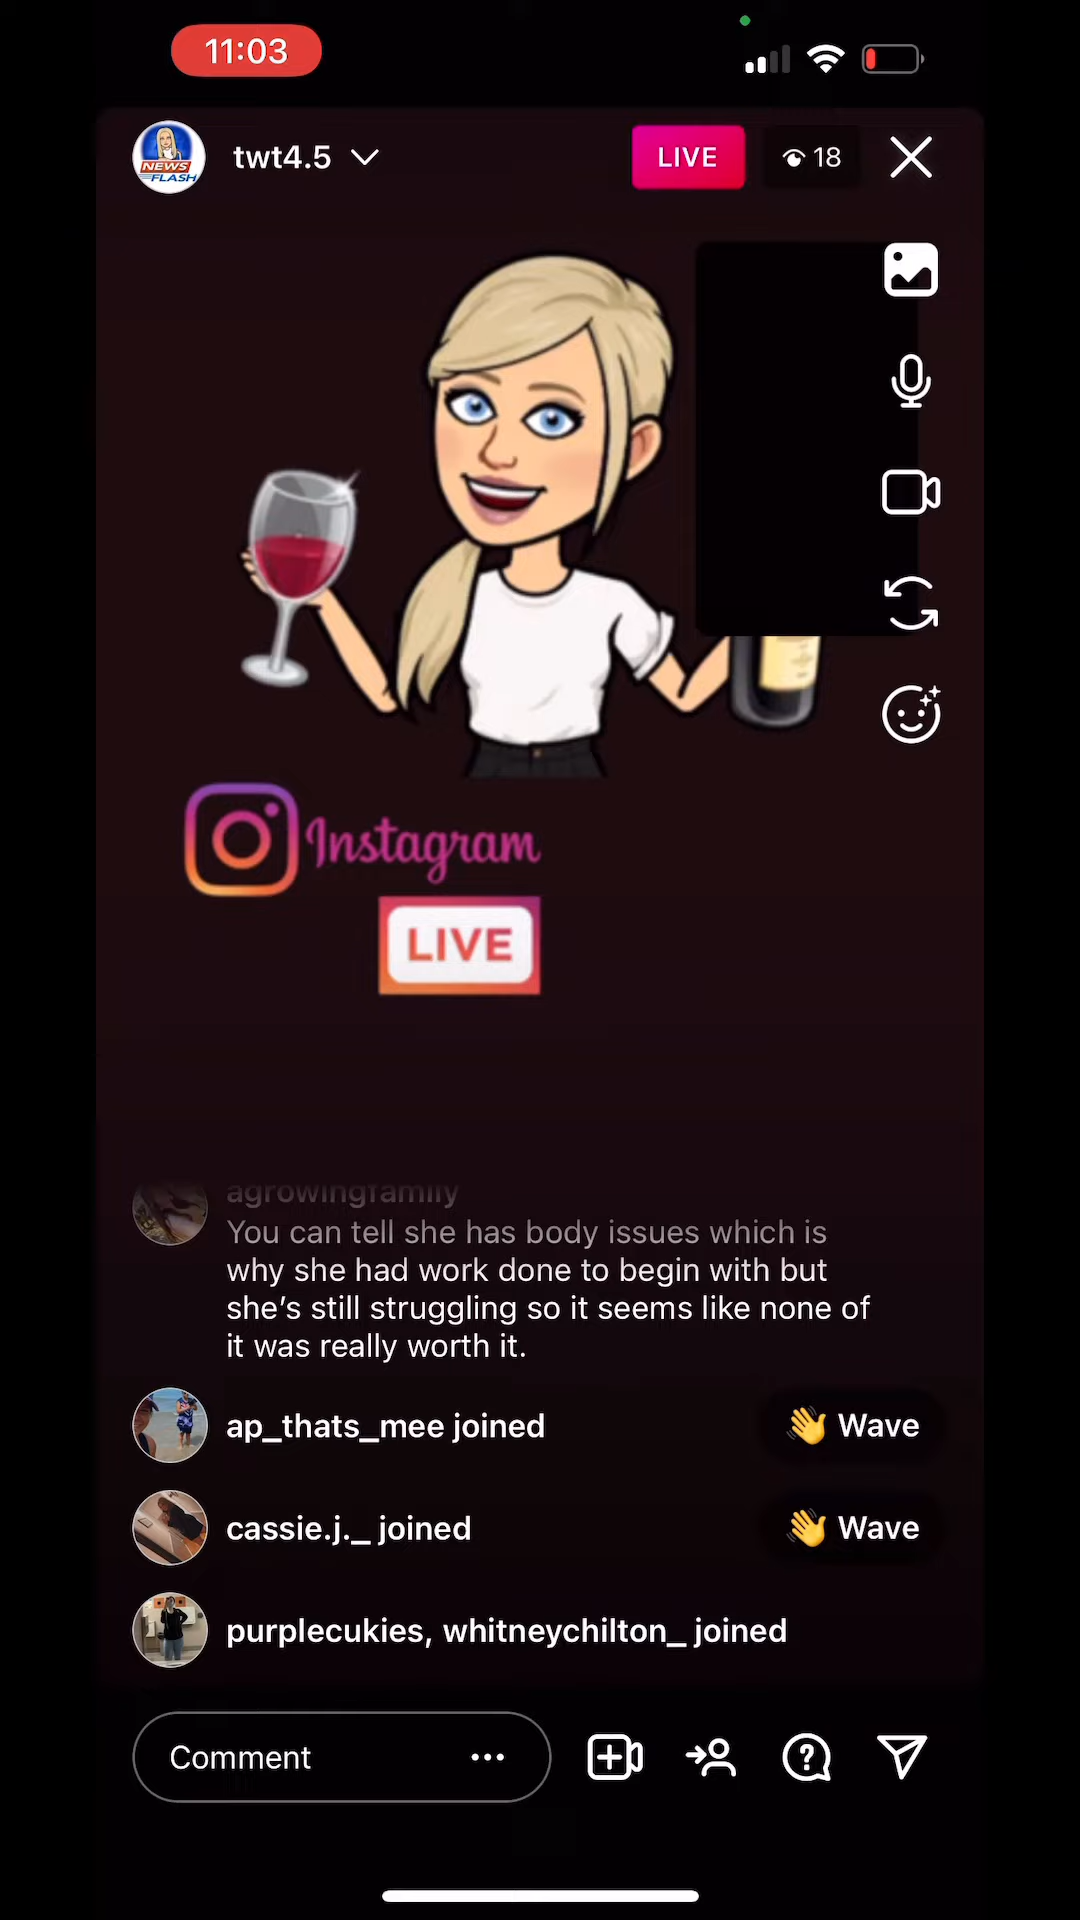 11:03
NEWS
FLASH
twt4.5
LIVE
18
Instagram
LIVE
agrowingfamily
You can tell she has body issues which is
why she had work done to begin with but
she's still struggling so it seems like none of
it was really worth it.
ap_thats_mee joined
👋 Wave
cassie.j._ joined
👋 Wave
purplecukies, whitneychilton_ joined
Comment